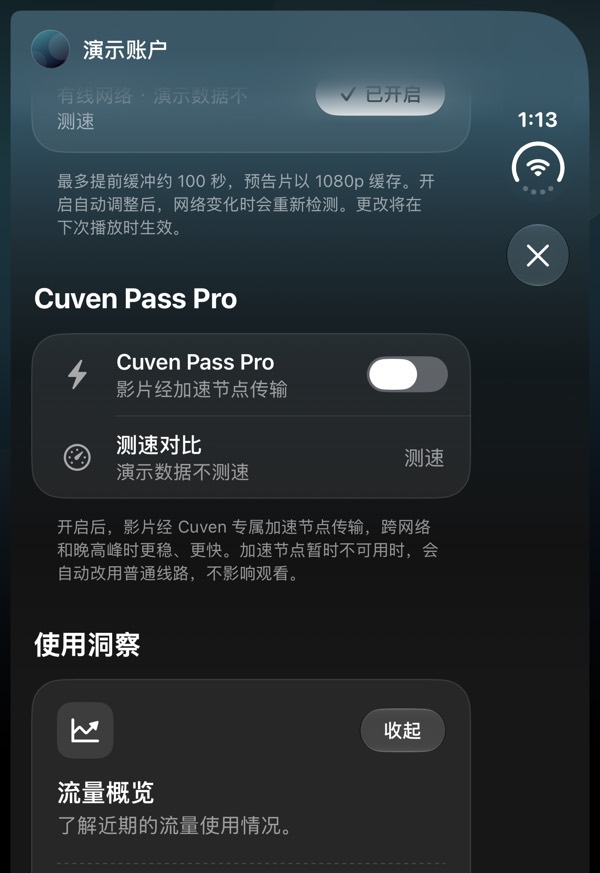 演示账户
有线网络 · 演示数据不
测速
已开启
1:13
最多提前缓冲约 100 秒，预告片以 1080p 缓存。开
启自动调整后，网络变化时会重新检测。更改将在
下次播放时生效。
Cuven Pass Pro
Cuven Pass Pro
影片经加速节点传输
测速对比
演示数据不测速
测速
开启后，影片经 Cuven 专属加速节点传输，跨网络
和晚高峰时更稳、更快。加速节点暂时不可用时，会
自动改用普通线路，不影响观看。
使用洞察
收起
流量概览
了解近期的流量使用情况。